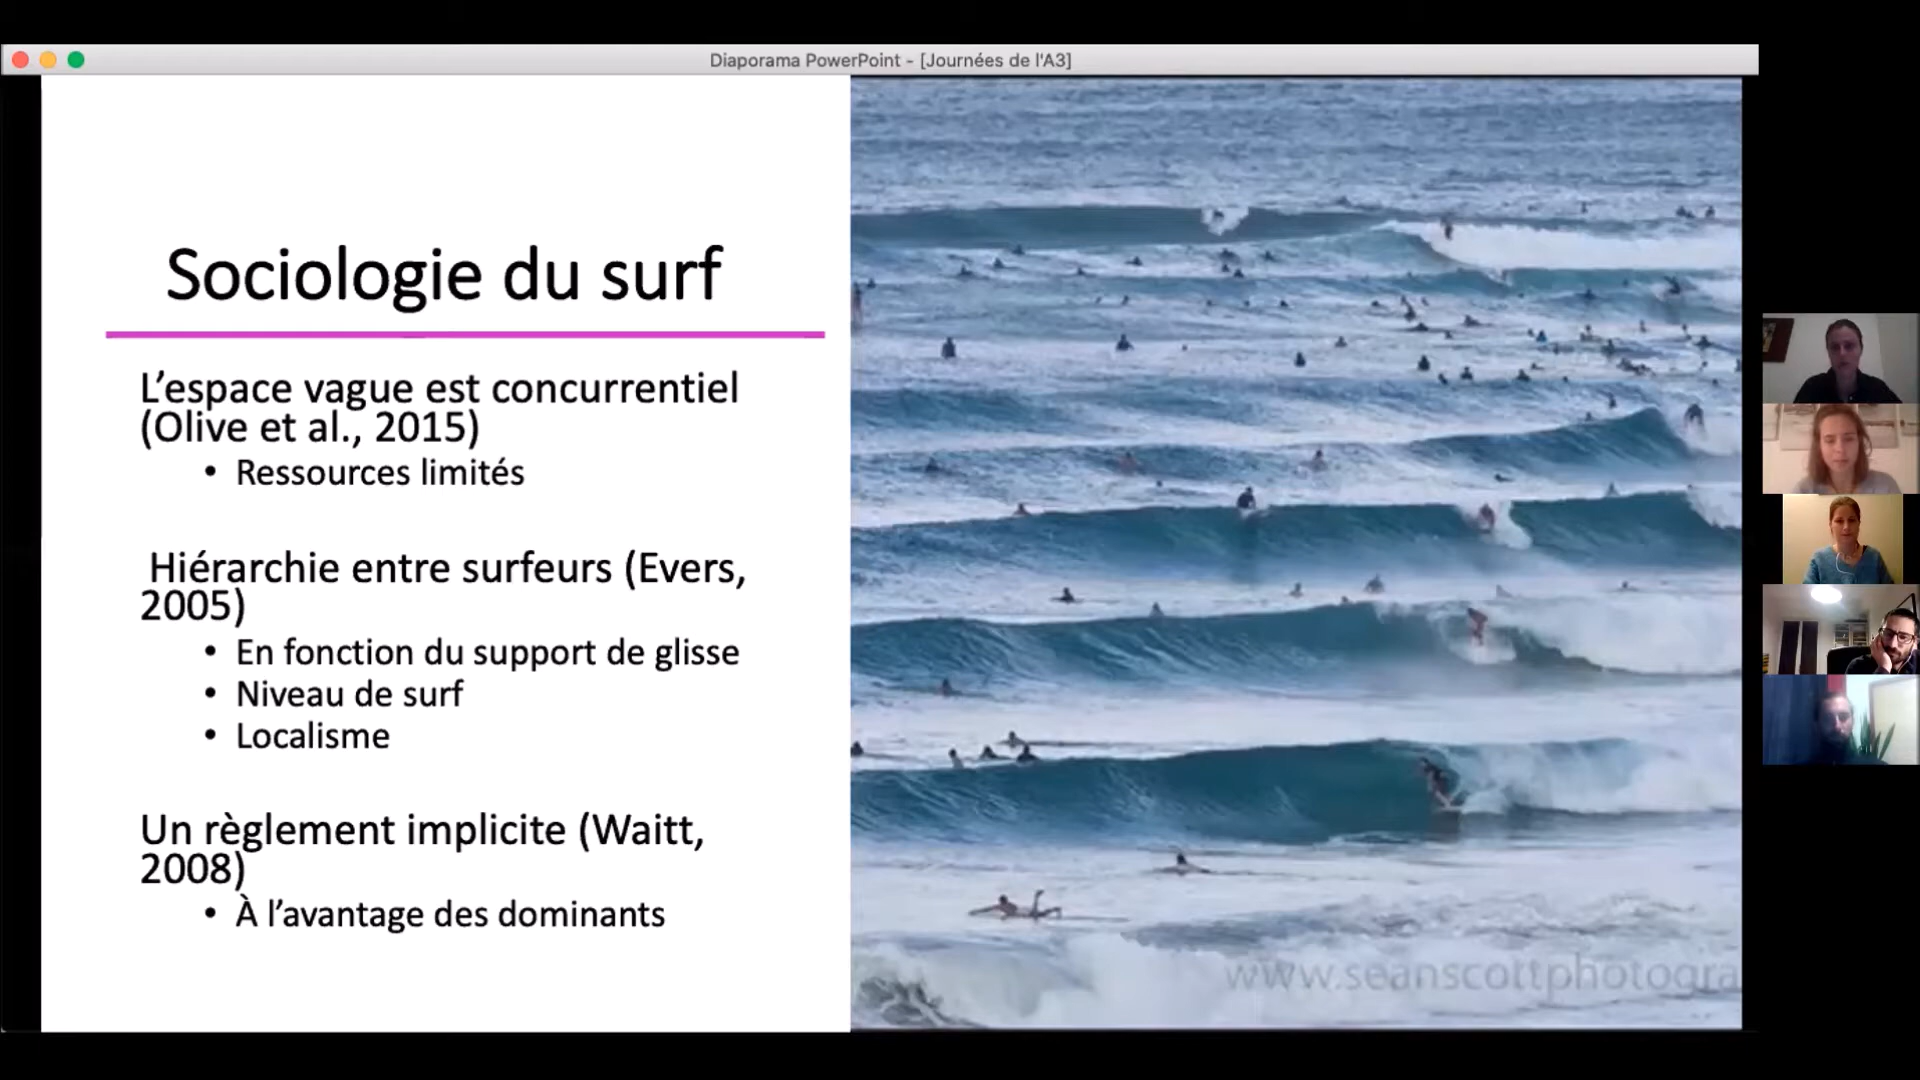 Diaporama PowerPoint - [Journées de l'A3]
Sociologie du surf
L’espace vague est concurrentiel
(Olive et al., 2015)
• Ressources limités
Hiérarchie entre surfeurs (Evers,
2005)
• En fonction du support de glisse
• Niveau de surf
• Localisme
Un règlement implicite (Waitt,
2008)
• À l’avantage des dominants
www.seanscottphotogra